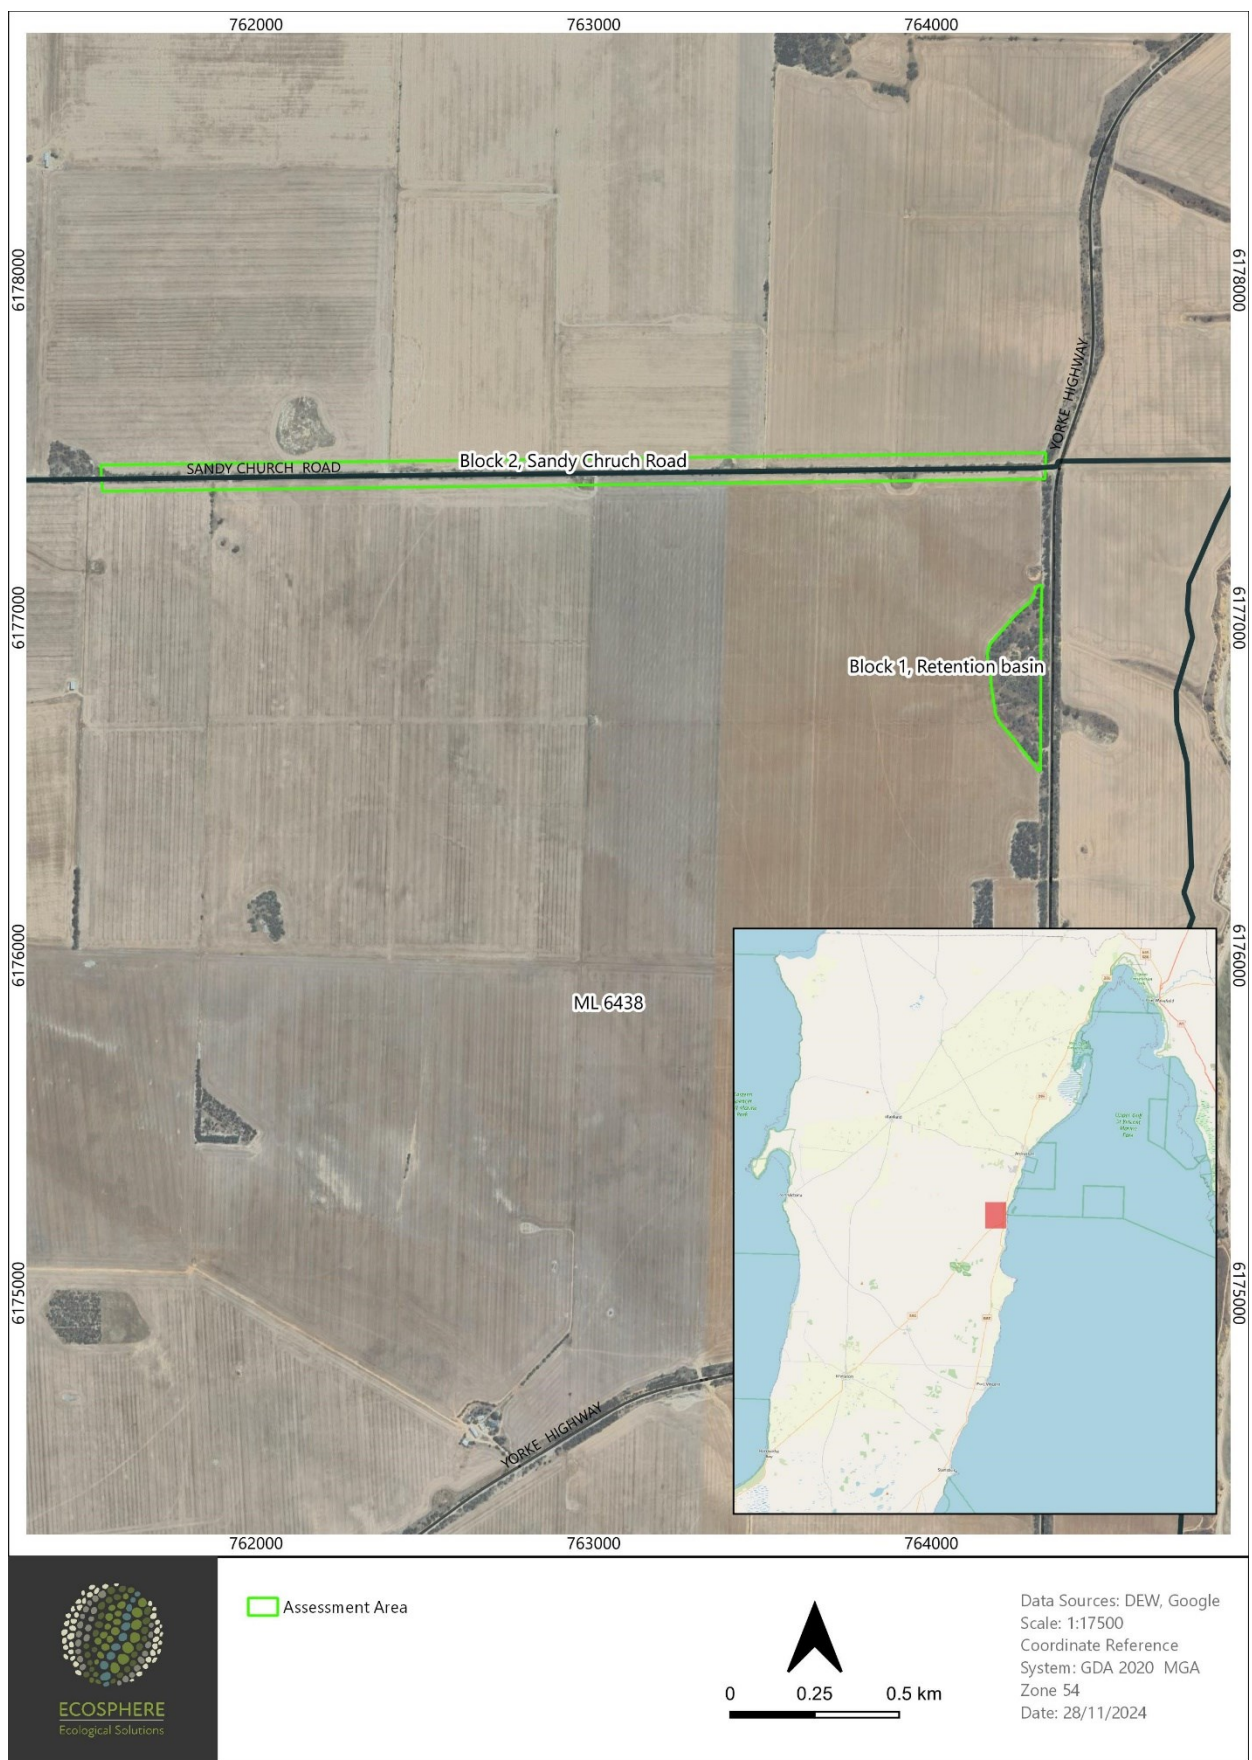 762000
763000
764000
6178000
6178000
YORKE HIGHWAY
SANDY CHURCH ROAD
Block 2, Sandy Chruch Road
6177000
6177000
Block 1, Retention basin
6176000
6176000
ML 6438
Maitland
6175000
6175000
YORKE HIGHWAY
762000
763000
764000
ECOSPHERE
Ecological Solutions
Assessment Area
0
0.25
0.5 km
Data Sources: DEW, Google
Scale: 1:17500
Coordinate Reference
System: GDA 2020 MGA
Zone 54
Date: 28/11/2024